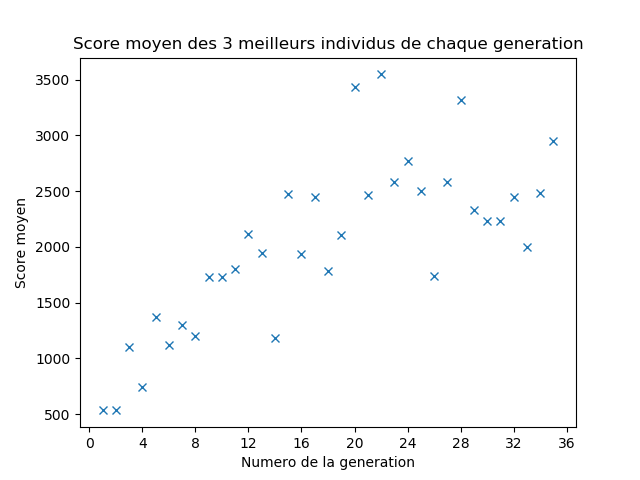 Score moyen des 3 meilleurs individus de chaque generation
3500
3000
2500
2000
1500
1000
500
Score moyen
0 4 8 12 16 20 24 28 32 36
Numero de la generation